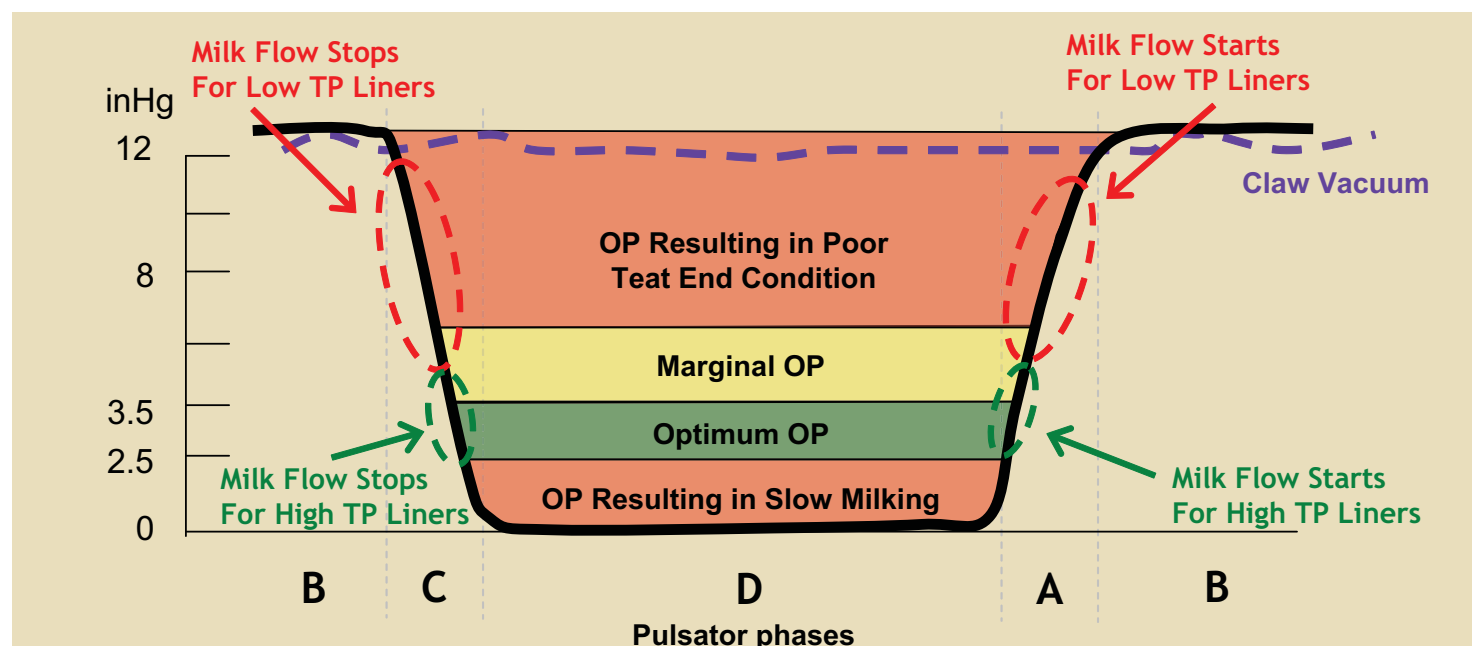 Milk Flow Stops
For Low TP Liners
Milk Flow Starts
For Low TP Liners
inHg
12
Claw Vacuum
OP Resulting in Poor
Teat End Condition
8
Marginal OP
3.5
Optimum OP
2.5
Milk Flow Stops
For High TP Liners
OP Resulting in Slow Milking
Milk Flow Starts
For High TP Liners
0
B C D A B
Pulsator phases